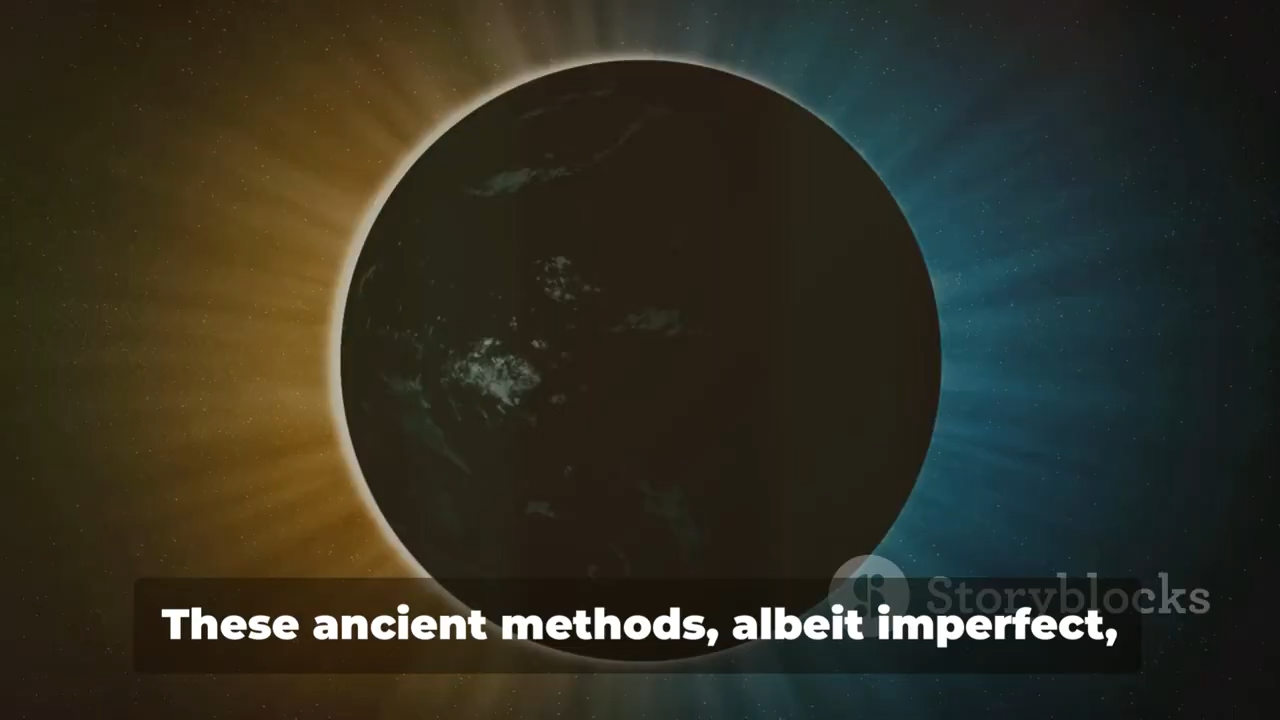 Storyblocks
These ancient methods, albeit imperfect,